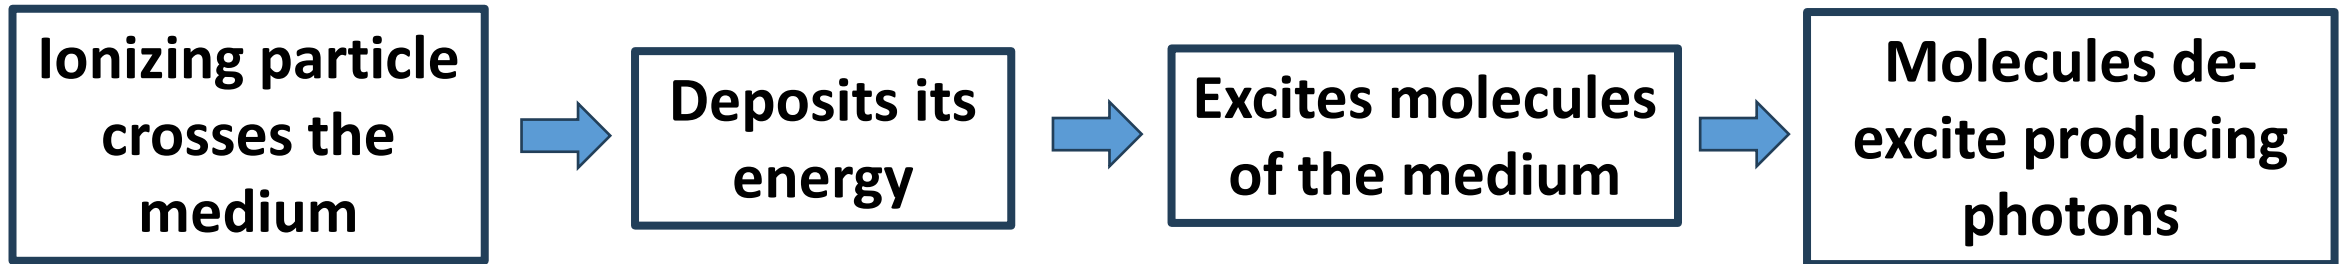 Ionizing particle
crosses the
medium
Deposits its
energy
Excites molecules
of the medium
Molecules de-
excite producing
photons